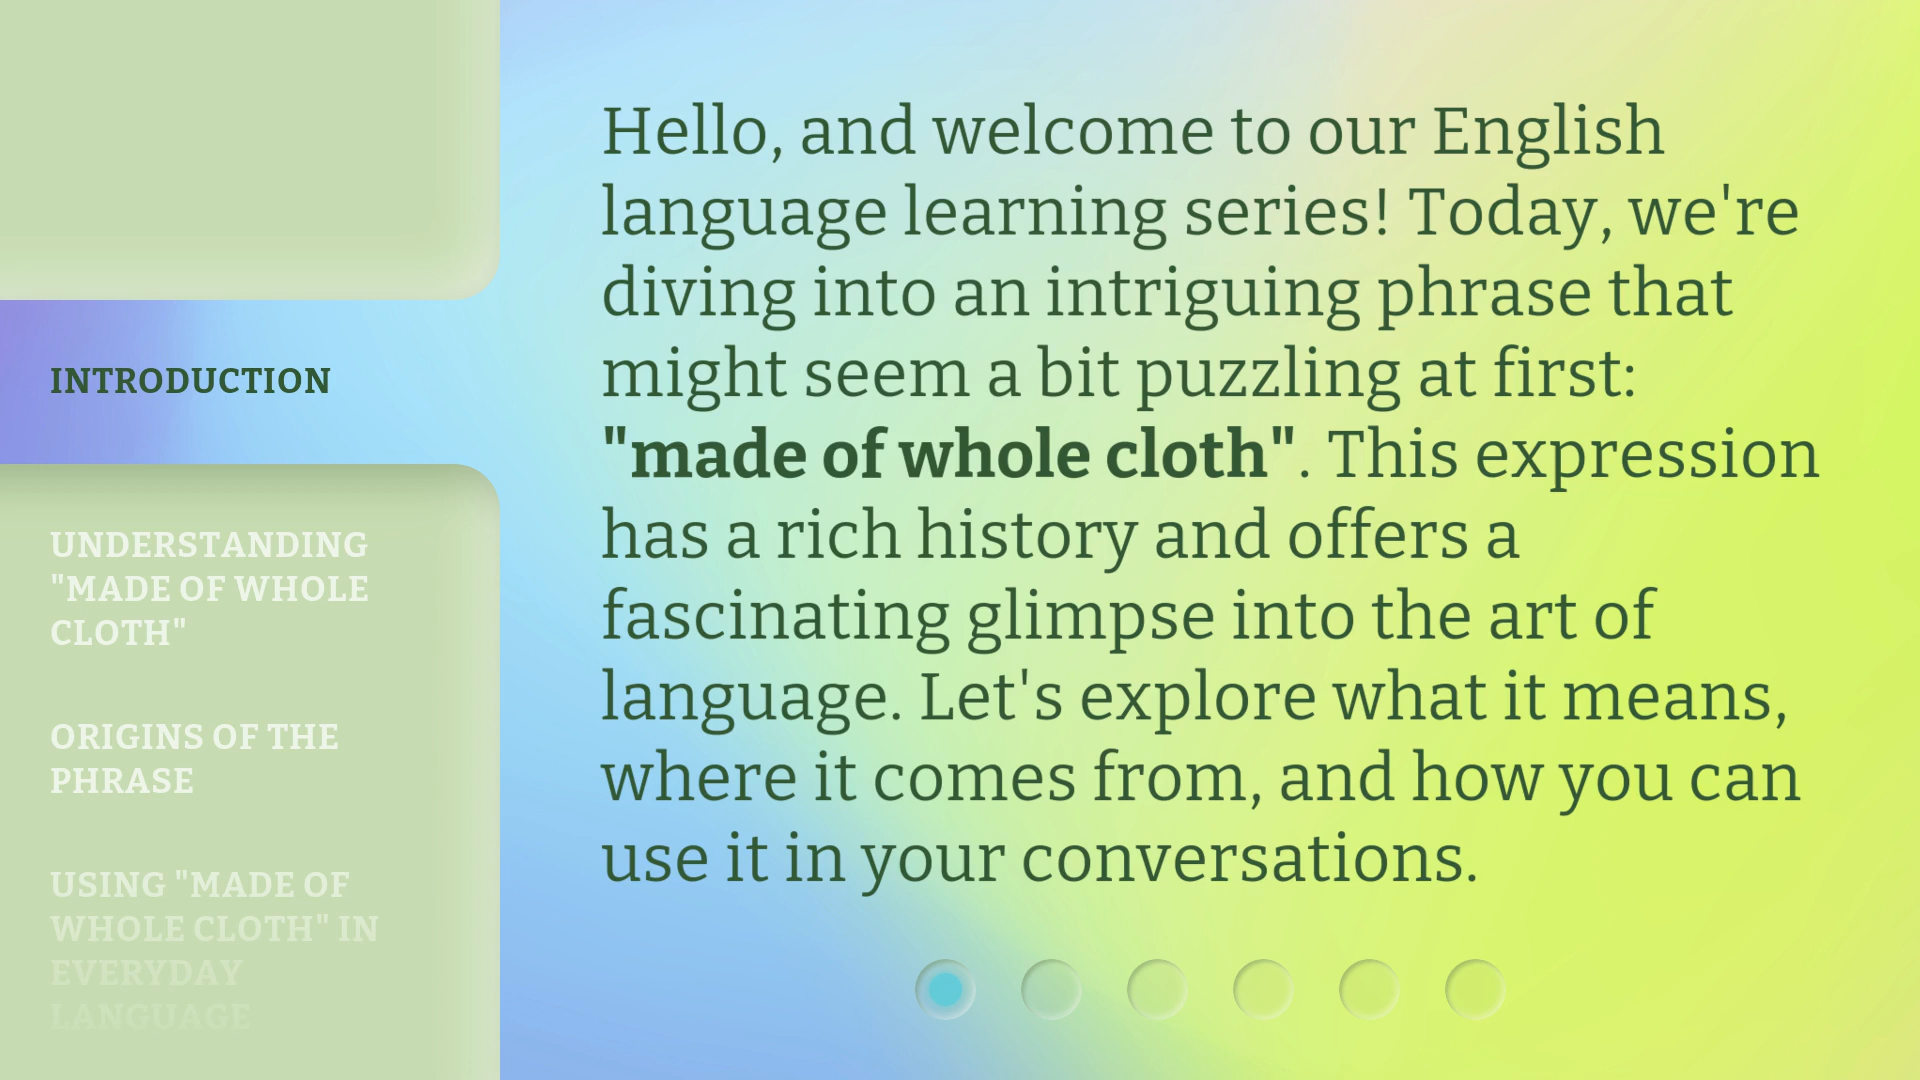 INTRODUCTION
UNDERSTANDING
"MADE OF WHOLE
CLOTH"
ORIGINS OF THE
PHRASE
USING "MADE OF
WHOLE CLOTH" IN
EVERYDAY
LANGUAGE
Hello, and welcome to our English
language learning series! Today, we're
diving into an intriguing phrase that
might seem a bit puzzling at first:
"made of whole cloth". This expression
has a rich history and offers a
fascinating glimpse into the art of
language. Let's explore what it means,
where it comes from, and how you can
use it in your conversations.